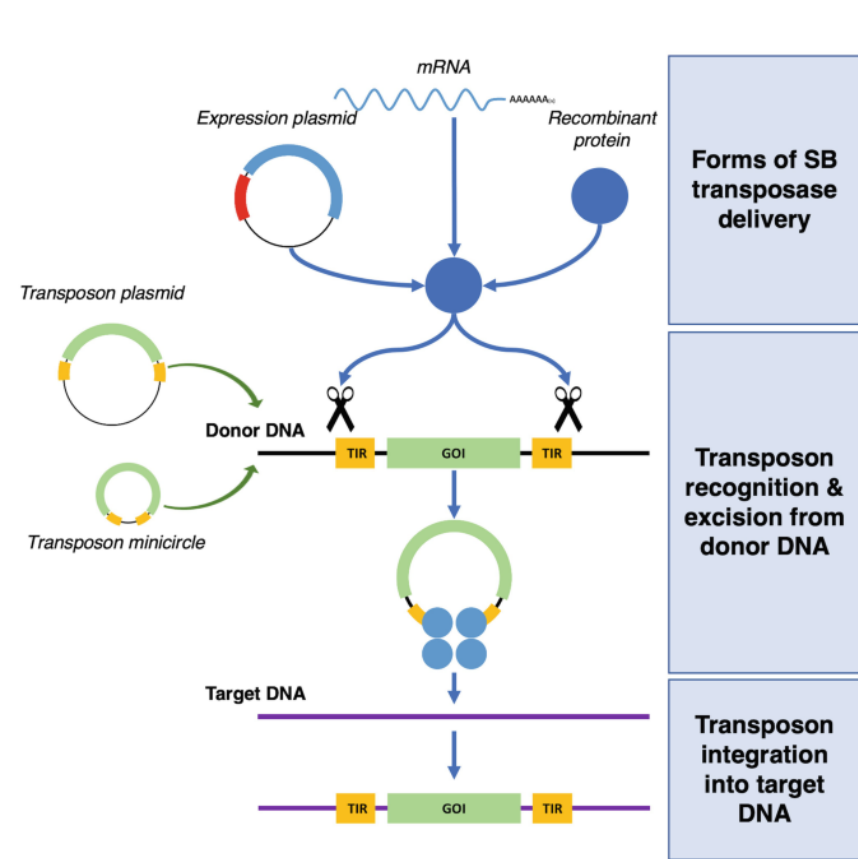 mRNA
AAAAAA(n)
Expression plasmid
Recombinant
protein
Forms of SB
transposase
delivery
Transposon plasmid
Donor DNA
TIR
GOI
TIR
Transposon minicircle
Transposon
recognition &
excision from
donor DNA
Target DNA
TIR
GOI
TIR
Transposon
integration
into target
DNA